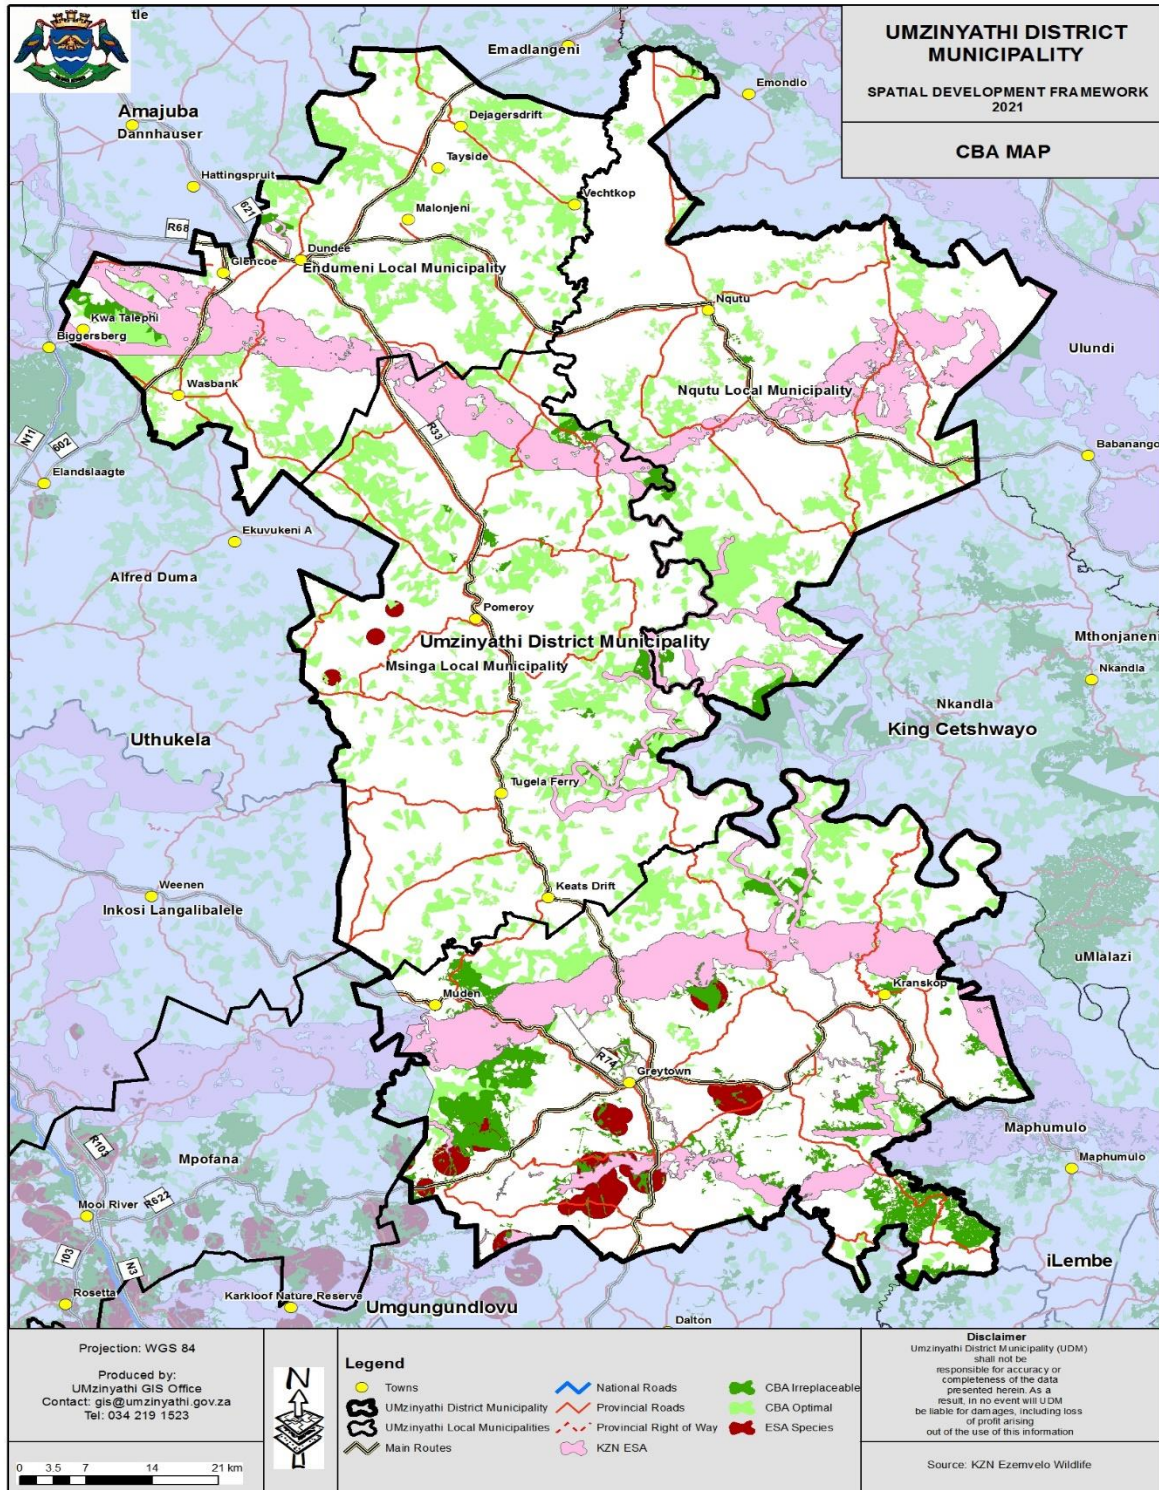 tle
UMZINYATHI DISTRICT
MUNICIPALITY
SPATIAL DEVELOPMENT FRAMEWORK
2021
CBA MAP
Emadlangeni
Emondlo
Amajuba
Dannhauser
Dejagersdrift
Tayside
Hattingspruit
Vechtkop
621
Malonjeni
R68
Dundee
Glencoe
Endumeni Local Municipality
Nqutu
Kwa Talephi
Biggersberg
Ulundi
Wasbank
Nqutu Local Municipality
R33
N11
602
Babanango
Elandslaagte
Ekuvukeni A
Alfred Duma
Pomeroy
Umzinyathi District Municipality
Mthonjaneni
Msinga Local Municipality
Nkandla
Nkandla
King Cetshwayo
Uthukela
Tugela Ferry
Weenen
Keats Drift
Inkosi Langalibalele
uMlalazi
Muden
Kranskop
R74
Greytown
Maphumulo
R103
Mpofana
Maphumulo
Mooi River
R622
103
N3
iLembe
Rosetta
Karkloof Nature Reserve
Umgungundlovu
Dalton
Projection: WGS 84
Produced by:
UMzinyathi GIS Office
Contact: gis@umzinyathi.gov.za
Tel: 034 219 1523
0 3.5 7 14 21 km
N
Legend
Towns
UMzinyathi District Municipality
UMzinyathi Local Municipalities
Main Routes
National Roads
Provincial Roads
Provincial Right of Way
KZN ESA
CBA Irreplaceable
CBA Optimal
ESA Species
Disclaimer
Umzinyathi District Municipality (UDM)
shall not be
responsible for accuracy or
completeness of the data
presented herein. As a
result, in no event will UDM
be liable for damages, including loss
of profit arising
out of the use of this information
Source: KZN Ezemvelo Wildlife